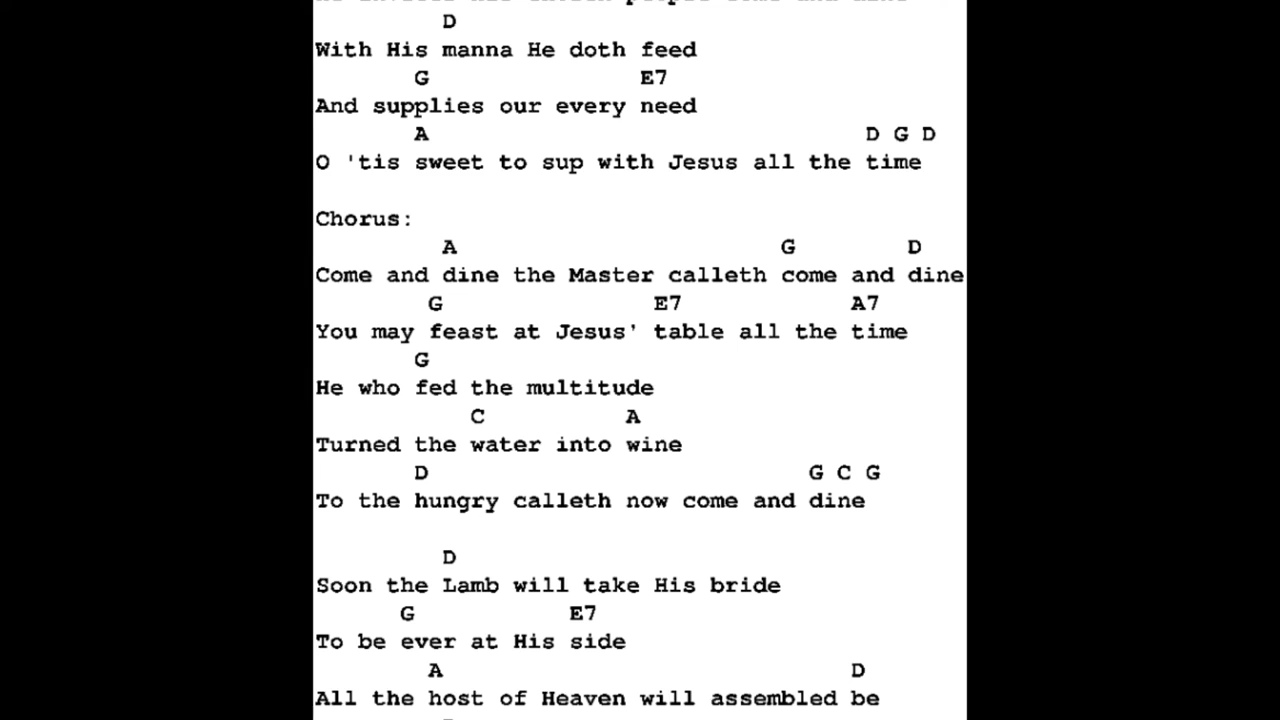 D
With His manna He doth feed
G E7
And supplies our every need
A D G D
O 'tis sweet to sup with Jesus all the time
Chorus:
A G D
Come and dine the Master calleth come and dine
G E7 A7
You may feast at Jesus' table all the time
G
He who fed the multitude
C A
Turned the water into wine
D G C G
To the hungry calleth now come and dine
D
Soon the Lamb will take His bride
G E7
To be ever at His side
A D
All the host of Heaven will assembled be